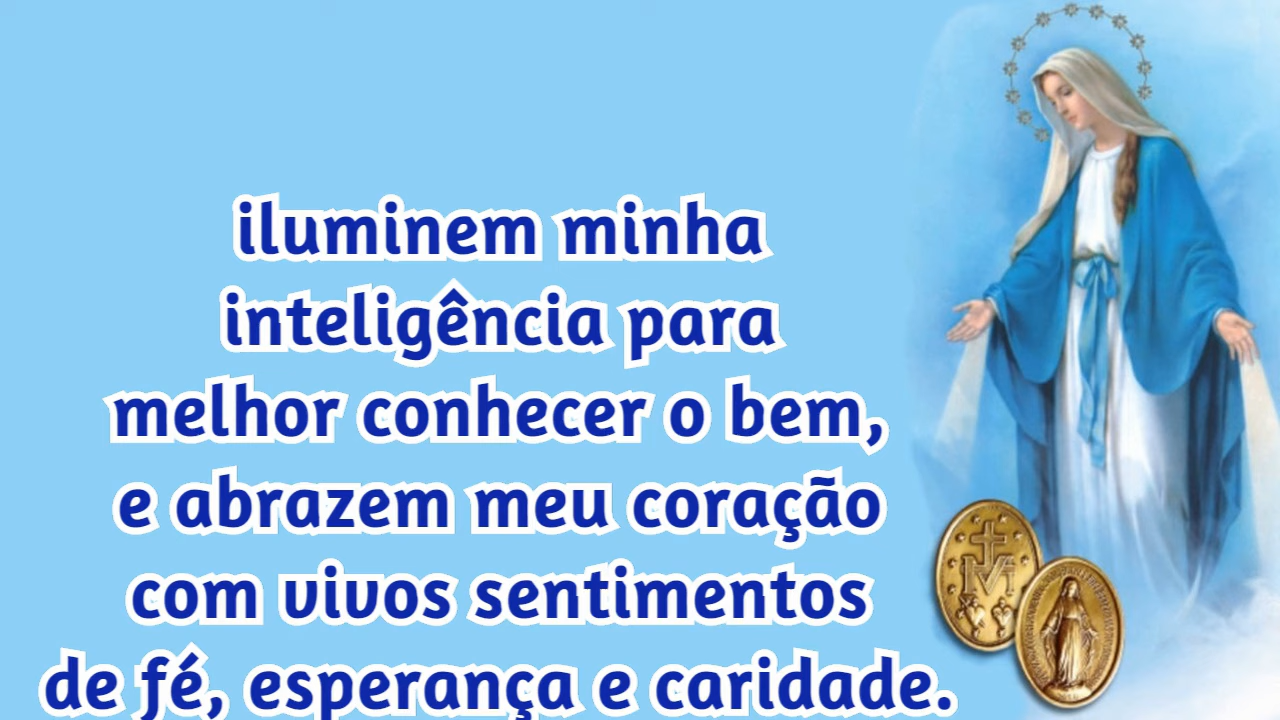 iluminem minha
inteligência para
melhor conhecer o bem,
e abrazem meu coração
com vivos sentimentos
de fé, esperança e caridade.